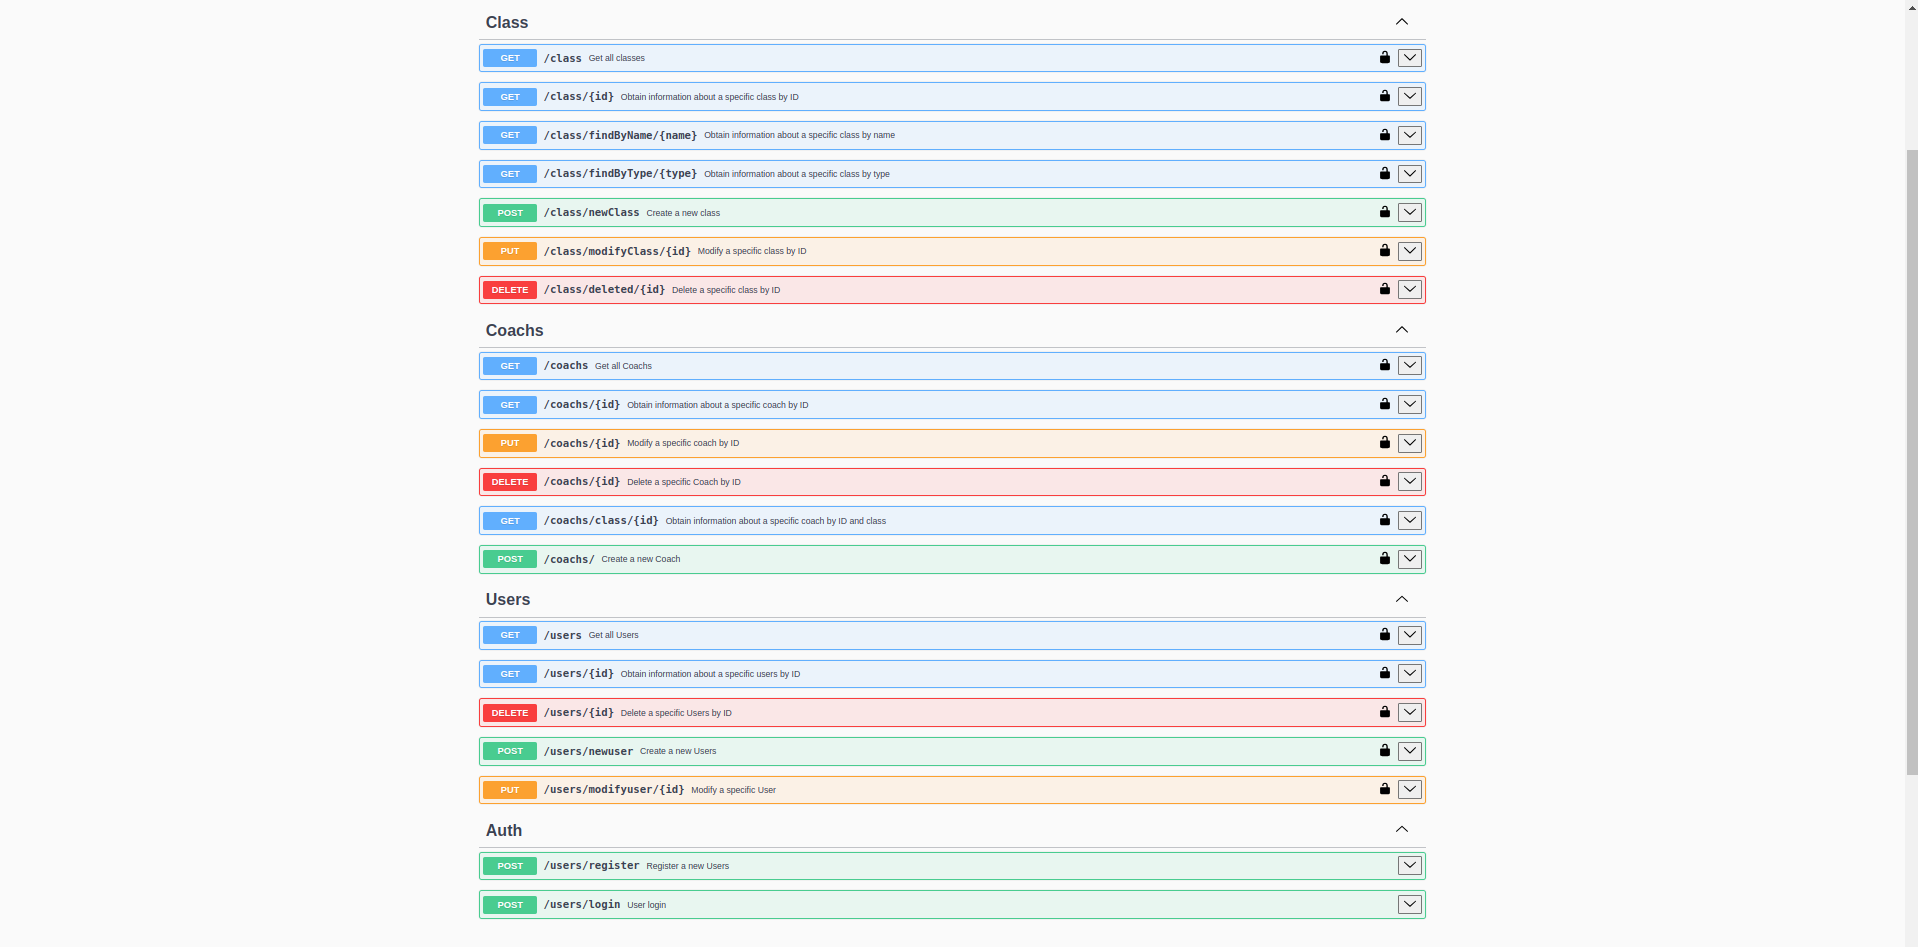 Class
GET /class Get all classes
GET /class/{id} Obtain information about a specific class by ID
GET /class/findByName/{name} Obtain information about a specific class by name
GET /class/findByType/{type} Obtain information about a specific class by type
POST /class/newClass Create a new class
PUT /class/modifyClass/{id} Modify a specific class by ID
DELETE /class/deleted/{id} Delete a specific class by ID
Coachs
GET /coachs Get all Coachs
GET /coachs/{id} Obtain information about a specific coach by ID
PUT /coachs/{id} Modify a specific coach by ID
DELETE /coachs/{id} Delete a specific Coach by ID
GET /coachs/class/{id} Obtain information about a specific coach by ID and class
POST /coachs/ Create a new Coach
Users
GET /users Get all Users
GET /users/{id} Obtain information about a specific users by ID
DELETE /users/{id} Delete a specific Users by ID
POST /users/newuser Create a new Users
PUT /users/modifyuser/{id} Modify a specific User
Auth
POST /users/register Register a new Users
POST /users/login User login